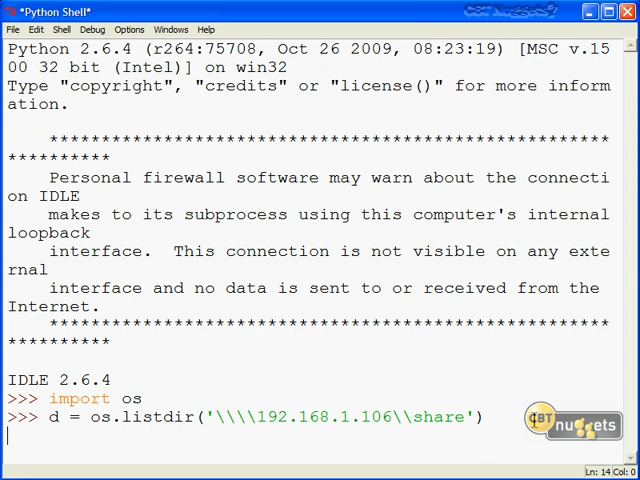 *Python Shell*
CBT Nuggets
File Edit Shell Debug Options Windows Help
Python 2.6.4 (r264:75708, Oct 26 2009, 08:23:19) [MSC v.15
00 32 bit (Intel)] on win32
Type "copyright", "credits" or "license()" for more inform
ation.
******************************************************
**********
Personal firewall software may warn about the connecti
on IDLE
makes to its subprocess using this computer's internal
loopback
interface.  This connection is not visible on any exte
rnal
interface and no data is sent to or received from the
Internet.
******************************************************
**********
IDLE 2.6.4
>>> import os
>>> d = os.listdir('\\\\192.168.1.106\\share')
CBT
nuggets
Ln: 14 Col: 0